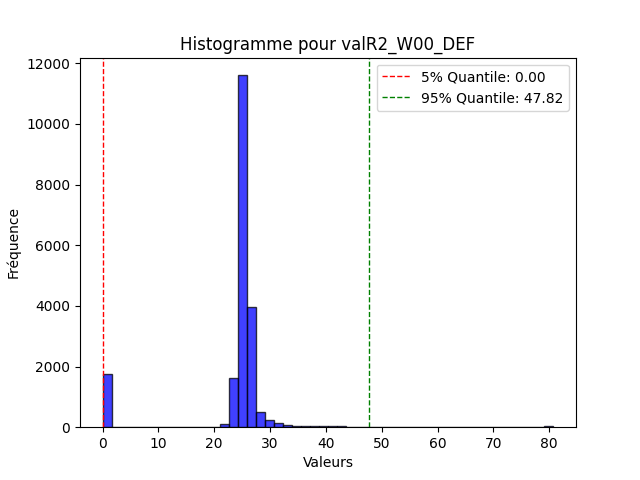 Histogramme pour valR2_W00_DEF
5% Quantile: 0.00
95% Quantile: 47.82
12000
10000
8000
6000
4000
2000
0
Fréquence
0 10 20 30 40 50 60 70 80
Valeurs